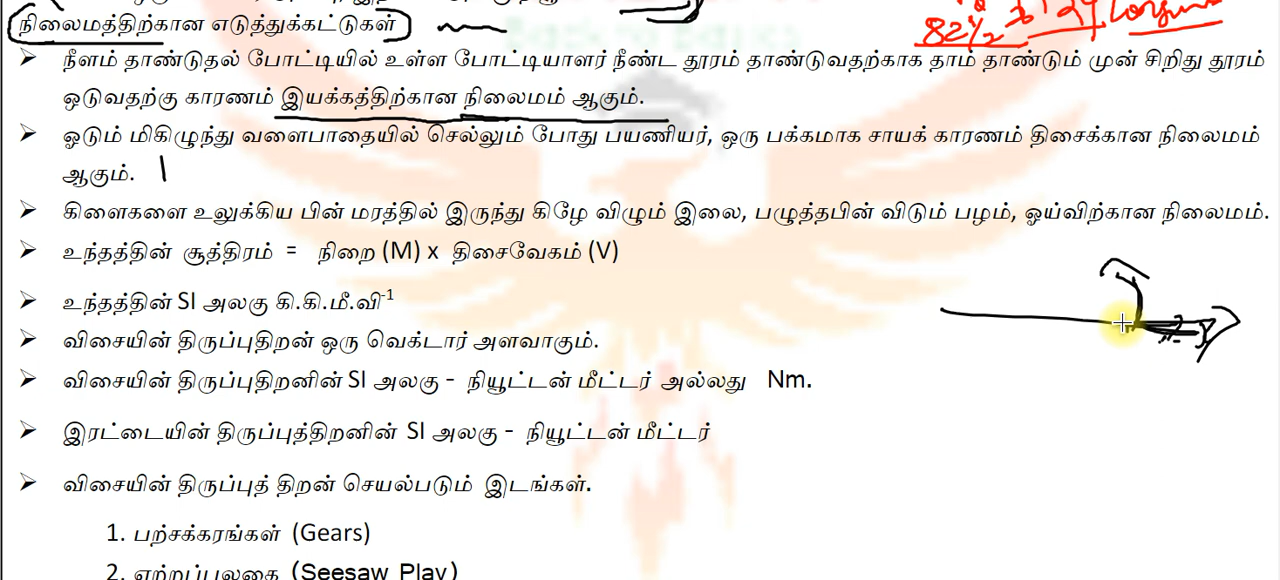 நிலைமத்திற்கான எடுத்துக்கட்டுகள்
82 1/2
➢ நீளம் தாண்டுதல் போட்டியில் உள்ள போட்டியாளர் நீண்ட தூரம் தாண்டுவதற்காக தாம் தாண்டும் முன் சிறிது தூரம்
ஒடுவதற்கு காரணம் இயக்கத்திற்கான நிலைமம் ஆகும்.
➢ ஓடும் மிகிழுந்து வளைபாதையில் செல்லும் போது பயணியர், ஒரு பக்கமாக சாயக் காரணம் திசைக்கான நிலைமம்
ஆகும்.
➢ கிளைகளை உலுக்கிய பின் மரத்தில் இருந்து கிழே விழும் இலை, பழுத்தபின் விடும் பழம், ஓய்விற்கான நிலைமம்.
➢ உந்தத்தின் சூத்திரம் = நிறை (M) x திசைவேகம் (V)
➢ உந்தத்தின் SI அலகு கி.கி.மீ.வி-1
➢ விசையின் திருப்புதிறன் ஒரு வெக்டார் அளவாகும்.
➢ விசையின் திருப்புதிறனின் SI அலகு - நியூட்டன் மீட்டர் அல்லது Nm.
➢ இரட்டையின் திருப்புத்திறனின் SI அலகு - நியூட்டன் மீட்டர்
➢ விசையின் திருப்புத் திறன் செயல்படும் இடங்கள்.
1. பற்சக்கரங்கள் (Gears)
2. ஏற்றப்பலகை (Seesaw Play)